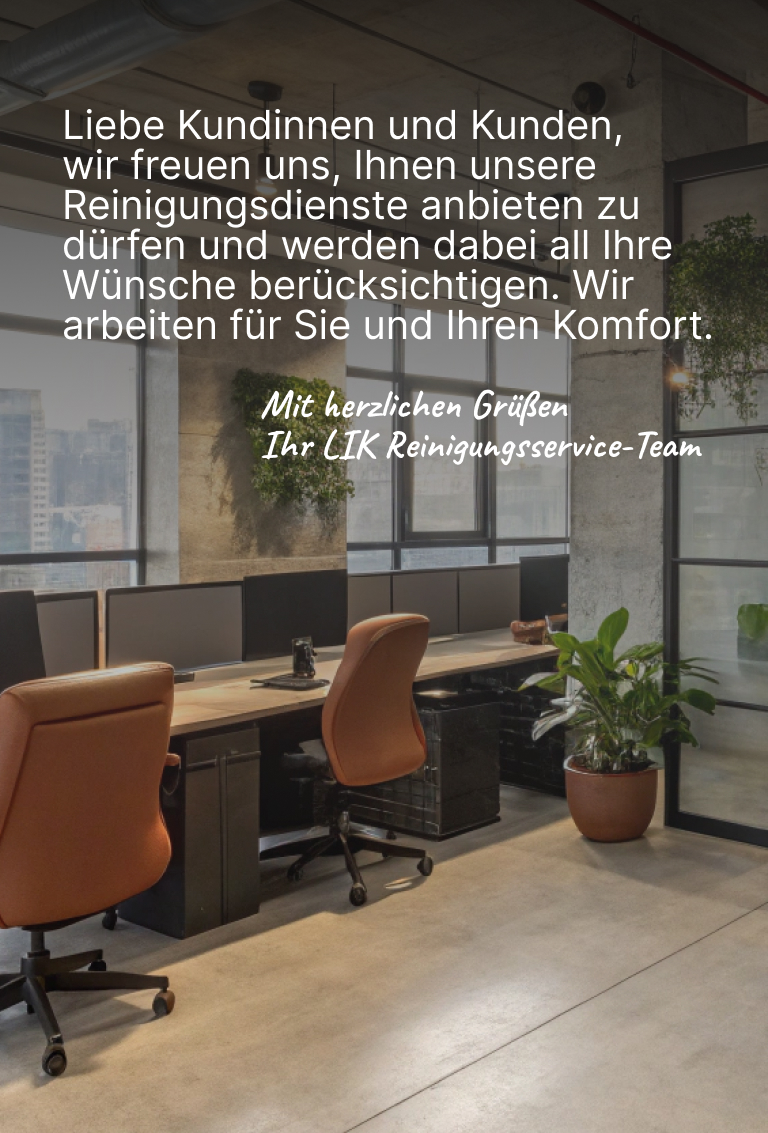 Liebe Kundinnen und Kunden,
wir freuen uns, Ihnen unsere
Reinigungsdienste anbieten zu
dürfen und werden dabei all Ihre
Wünsche berücksichtigen. Wir
arbeiten für Sie und Ihren Komfort.
Mit herzlichen Grüßen
Ihr LIK Reinigungsservice-Team